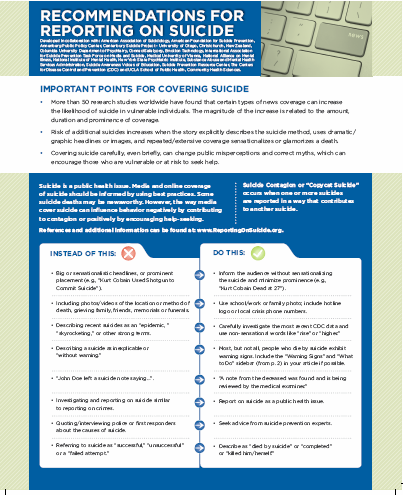 RECOMMENDATIONS FOR
REPORTING ON SUICIDE
NEWS
Developed in collaboration with: American Association of Suicidology, American Foundation for Suicide Prevention,
Annenberg Public Policy Center, Canterbury Suicide Project - University of Otago, Christchurch, New Zealand,
Columbia University Department of Psychiatry, ConnectSafely.org, Emotion Technology, International Association
for Suicide Prevention Task Force on Media and Suicide, Medical University of Vienna, National Alliance on Mental
Illness, National Institute of Mental Health, New York State Psychiatric Institute, Substance Abuse and Mental Health
Services Administration, Suicide Awareness Voices of Education, Suicide Prevention Resource Center, The Centers
for Disease Control and Prevention (CDC) and UCLA School of Public Health, Community Health Sciences.
IMPORTANT POINTS FOR COVERING SUICIDE
• More than 50 research studies worldwide have found that certain types of news coverage can increase
the likelihood of suicide in vulnerable individuals. The magnitude of the increase is related to the amount,
duration and prominence of coverage.
• Risk of additional suicides increases when the story explicitly describes the suicide method, uses dramatic/
graphic headlines or images, and repeated/extensive coverage sensationalizes or glamorizes a death.
• Covering suicide carefully, even briefly, can change public misperceptions and correct myths, which can
encourage those who are vulnerable or at risk to seek help.
Suicide is a public health issue. Media and online coverage
of suicide should be informed by using best practices. Some
suicide deaths may be newsworthy. However, the way media
cover suicide can influence behavior negatively by contributing
to contagion or positively by encouraging help-seeking.
Suicide Contagion or "Copycat Suicide"
occurs when one or more suicides
are reported in a way that contributes
to another suicide.
References and additional information can be found at: www.ReportingOnSuicide.org.
INSTEAD OF THIS:
DO THIS:
• Big or sensationalistic headlines, or prominent
placement (e.g., "Kurt Cobain Used Shotgun to
Commit Suicide").
• Inform the audience without sensationalizing
the suicide and minimize prominence (e.g.,
"Kurt Cobain Dead at 27").
• Including photos/videos of the location or method of
death, grieving family, friends, memorials or funerals.
• Use school/work or family photo; include hotline
logo or local crisis phone numbers.
• Describing recent suicides as an "epidemic,"
"skyrocketing," or other strong terms.
• Carefully investigate the most recent CDC data and
use non-sensational words like "rise" or "higher."
• Describing a suicide as inexplicable or
"without warning."
• Most, but not all, people who die by suicide exhibit
warning signs. Include the "Warning Signs" and "What
to Do" sidebar (from p. 2) in your article if possible.
• "John Doe left a suicide note saying...".
• "A note from the deceased was found and is being
reviewed by the medical examiner."
• Investigating and reporting on suicide similar
to reporting on crimes.
• Report on suicide as a public health issue.
• Quoting/interviewing police or first responders
about the causes of suicide.
• Seek advice from suicide prevention experts.
• Referring to suicide as "successful," "unsuccessful"
or a "failed attempt."
• Describe as "died by suicide" or "completed"
or "killed him/herself."